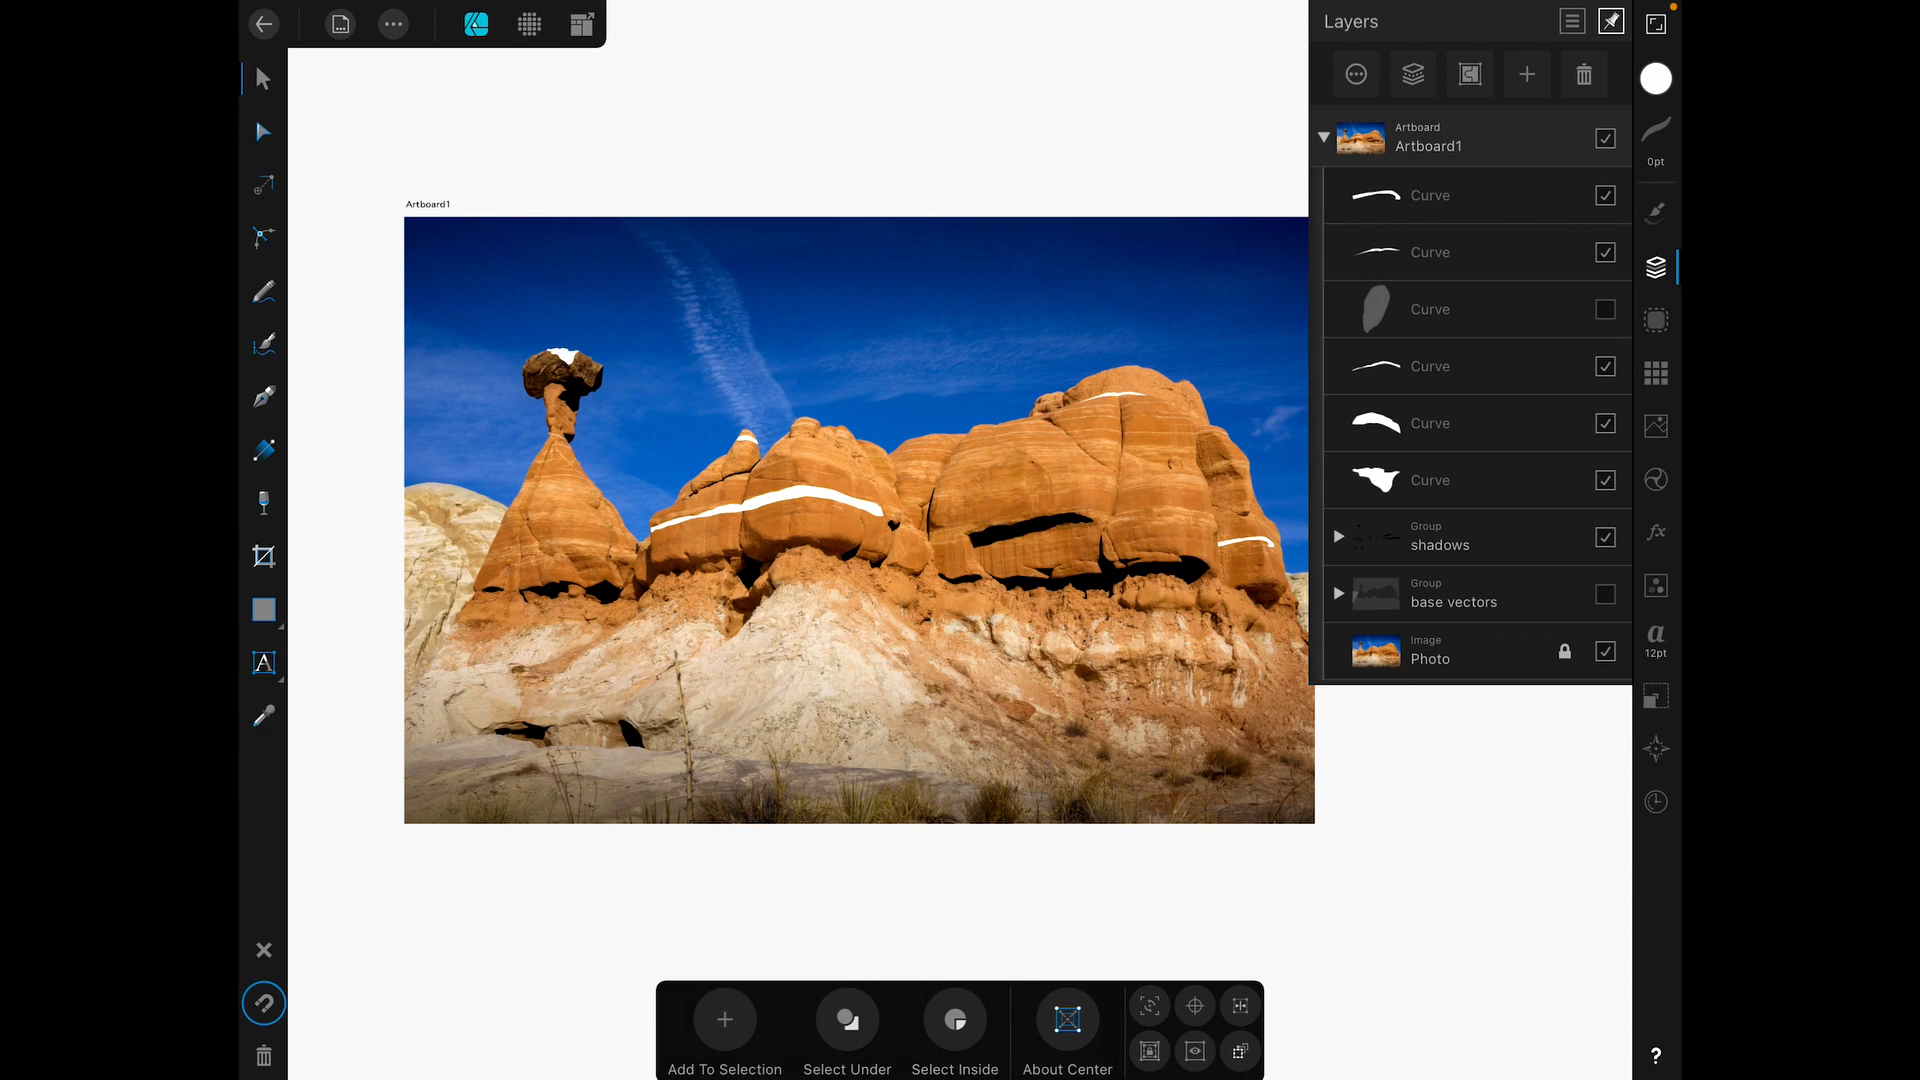 Layers
Artboard
Artboard1
0pt
Curve
Artboard1
Curve
Curve
Curve
Curve
Curve
fx
Group
shadows
Group
base vectors
Image
Photo
a
A
12pt
?
Add To Selection
Select Under
Select Inside
About Center